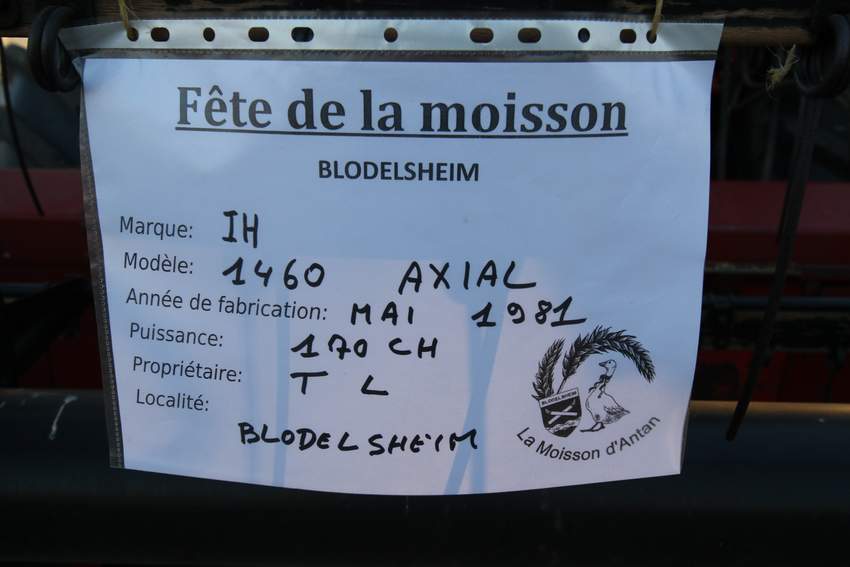 Fête de la moisson
BLODELSHEIM
Marque: IH
Modèle: 1460 AXIAL
Année de fabrication: MAI 1981
Puissance: 170 CH
Propriétaire: T L
Localité:
BLODELSHEIM
BLODELSHEIM
La Moisson d'Antan